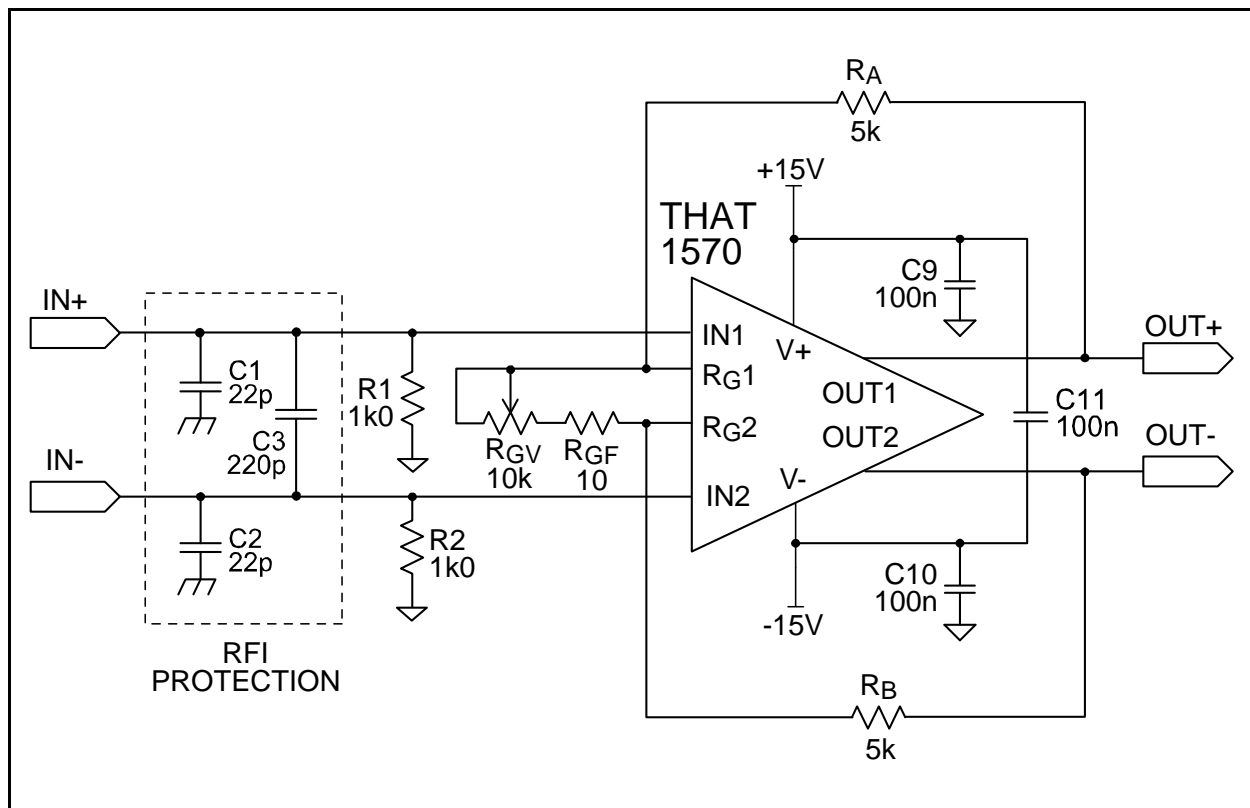 RA
5k
+15V
THAT
1570
C9
100n
IN+
OUT+
IN1
V+
C1
22p
R1
1k0
RG1
OUT1
C11
100n
C3
220p
RGV
10k
RGF
10
RG2
OUT2
OUT-
IN-
V-
IN2
C2
22p
R2
1k0
C10
100n
-15V
RFI
PROTECTION
RB
5k